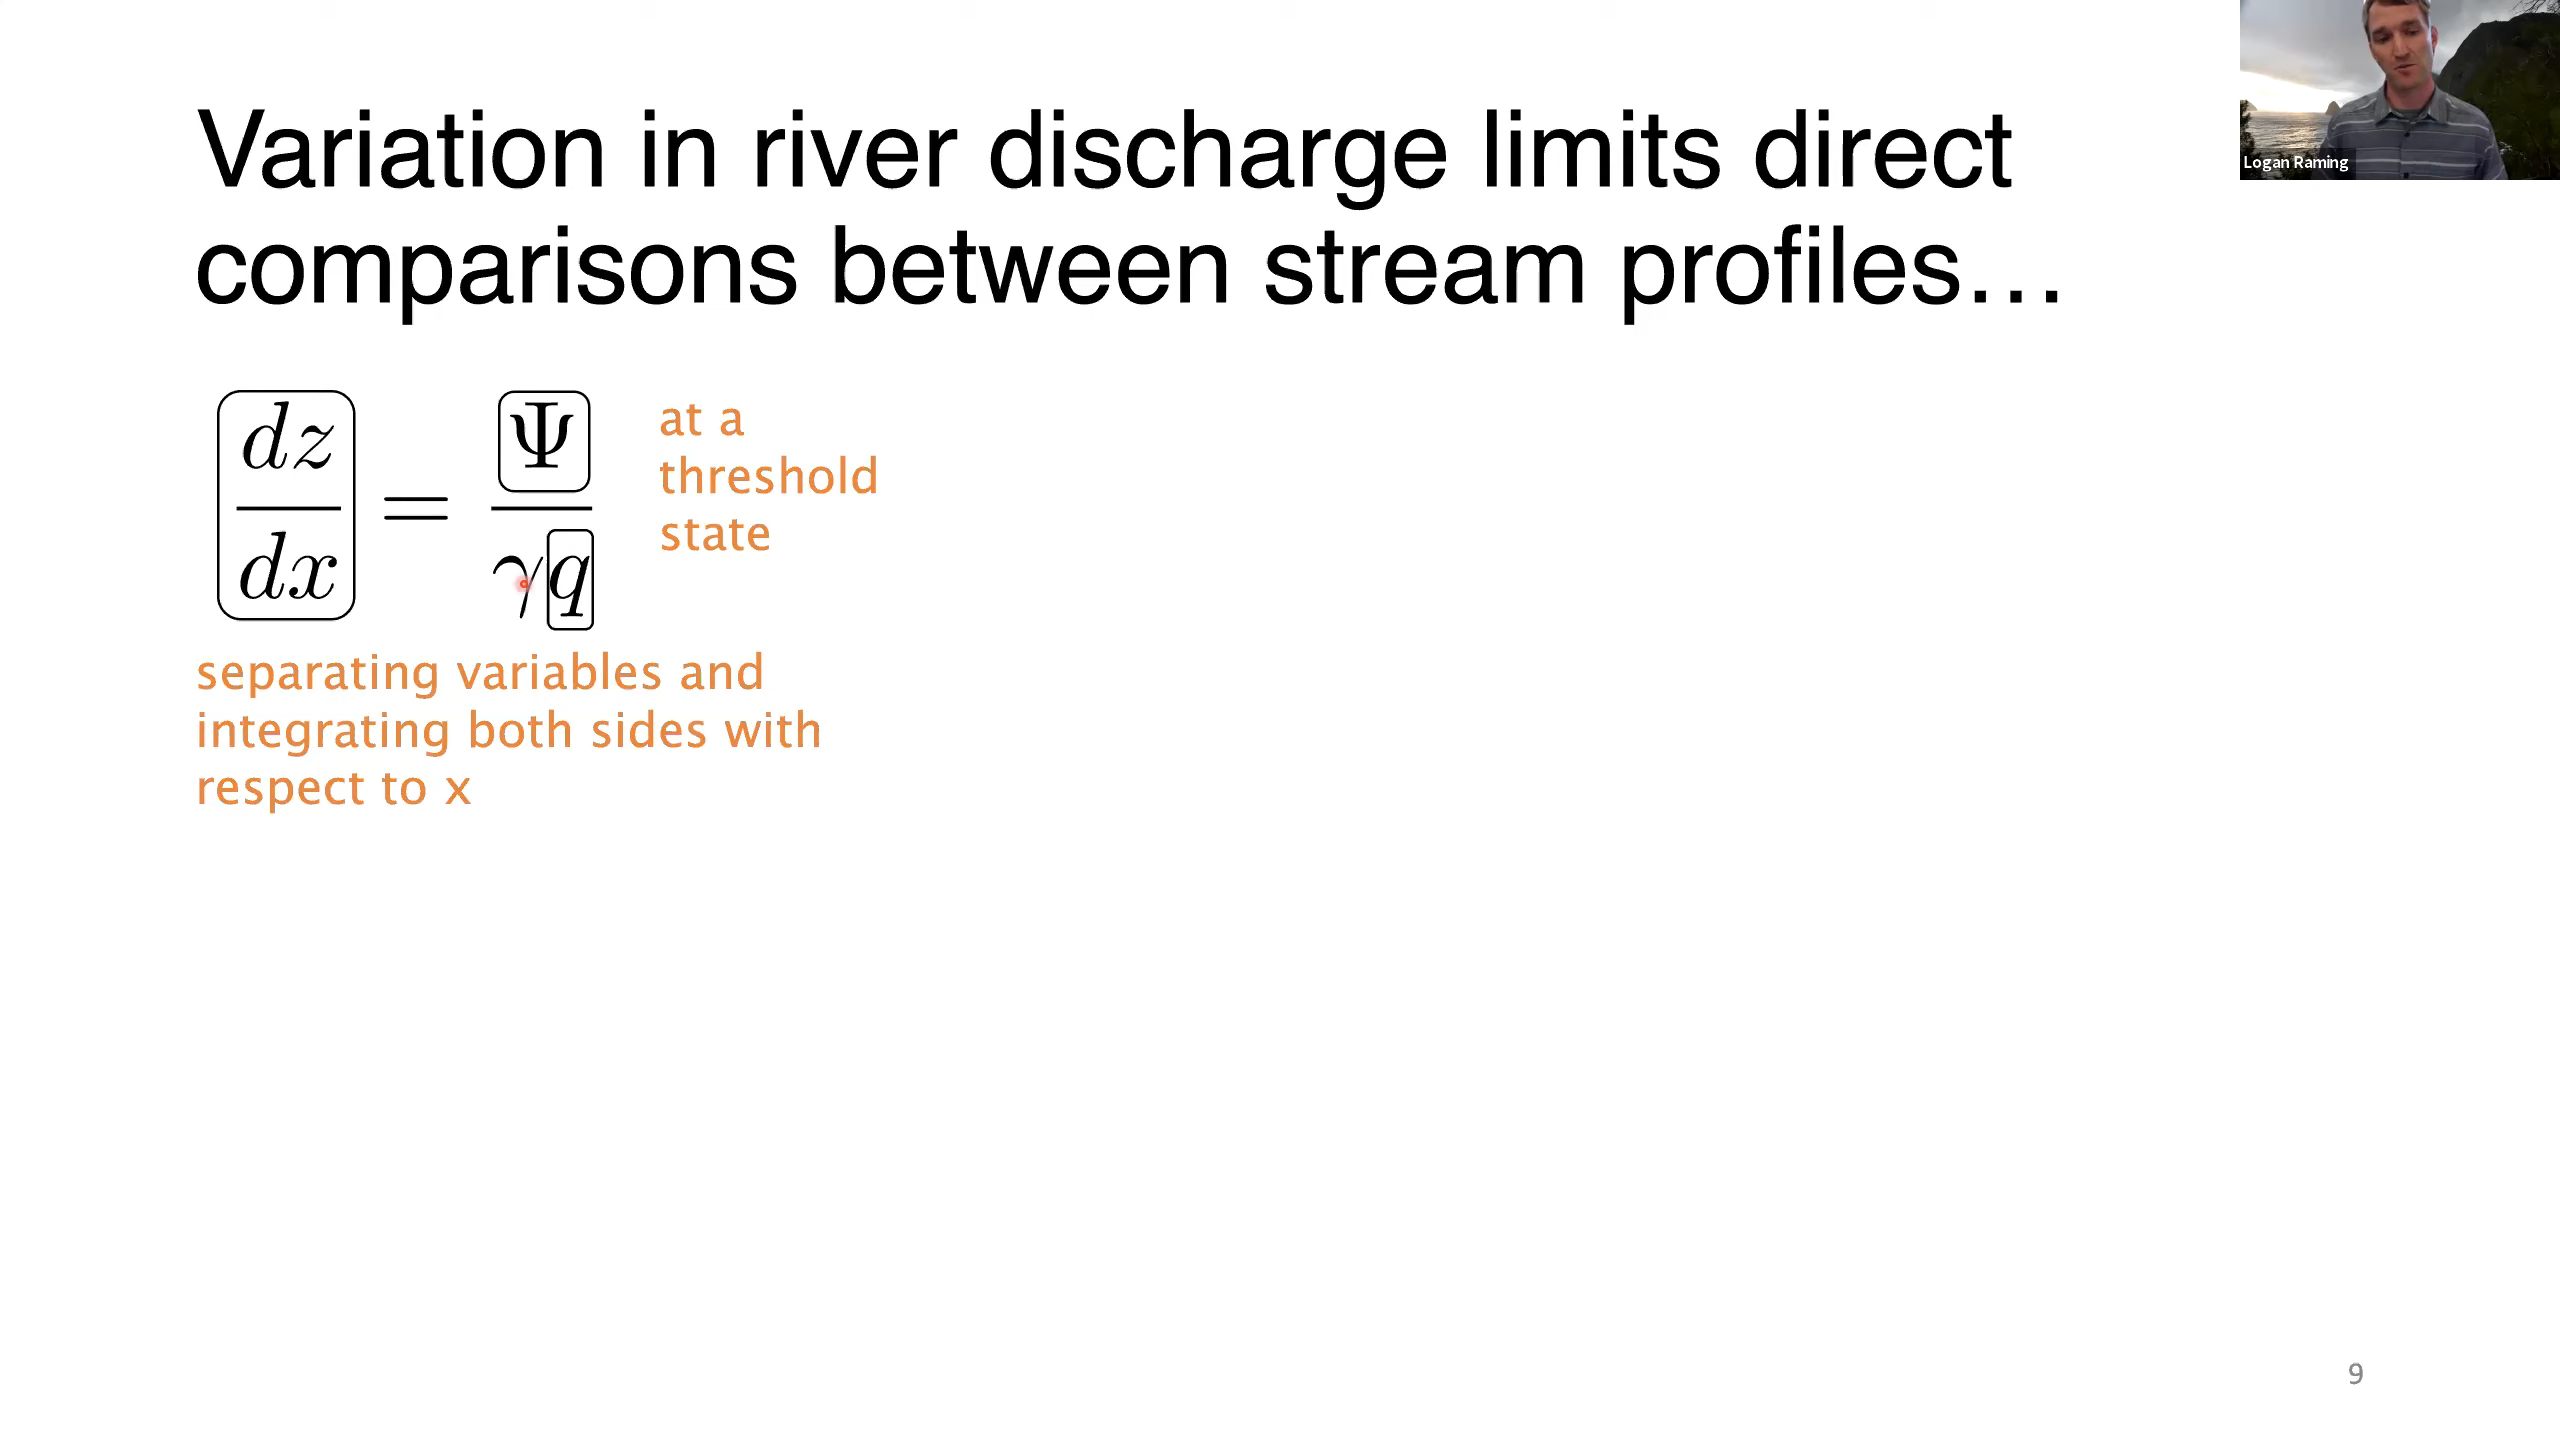 Logan Raming
Variation in river discharge limits direct
comparisons between stream profiles…
dz/dx = Ψ/γq
at a
threshold
state
separating variables and
integrating both sides with
respect to x
9